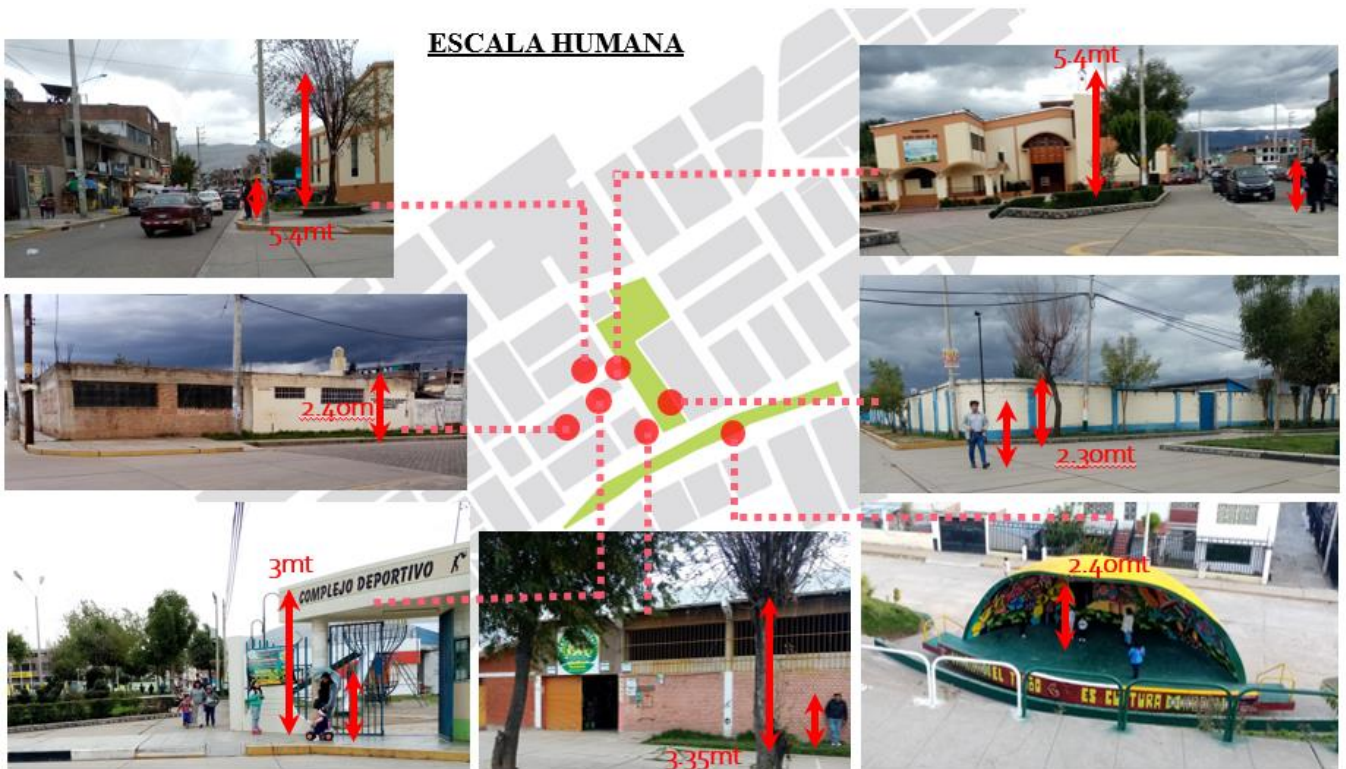 ESCALA HUMANA
5.4mt
5.4mt
2.40mt
2.30mt
3mt
COMPLEJO DEPORTIVO
3.35mt
2.40mt
ES CULTURA